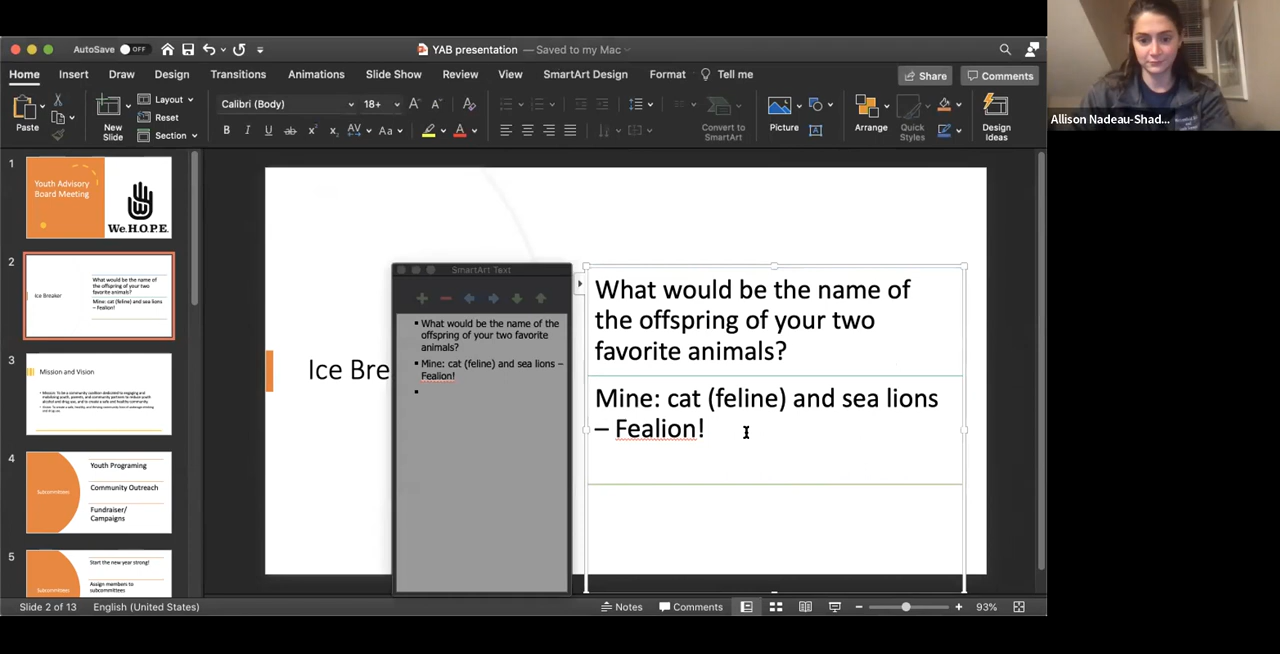 AutoSave OFF
YAB presentation — Saved to my Mac
Home Insert Draw Design Transitions Animations Slide Show Review View SmartArt Design Format Tell me
Share Comments
Paste
New
Slide
Layout
Reset
Section
Calibri (Body) 18+
Convert to
SmartArt
Picture
Arrange
Quick
Styles
Design
Ideas
Allison Nadeau-Shad...
1
Youth Advisory
Board Meeting
We.H.O.P.E.
2
Ice Breaker
What would be the name of
the offspring of your two
favorite animals?
Mine: cat (feline) and sea lions
– Fealion!
3
Mission and Vision
4
Subcommittees
Youth Programing
Community Outreach
Fundraiser/
Campaigns
5
Subcommittees
Start the new year strong!
Assign members to
subcommittees
Ice Bre
SmartArt Text
What would be the name of the
offspring of your two favorite
animals?
Mine: cat (feline) and sea lions –
Fealion!
What would be the name of
the offspring of your two
favorite animals?
Mine: cat (feline) and sea lions
– Fealion!
Slide 2 of 13 English (United States)
Notes Comments 93%